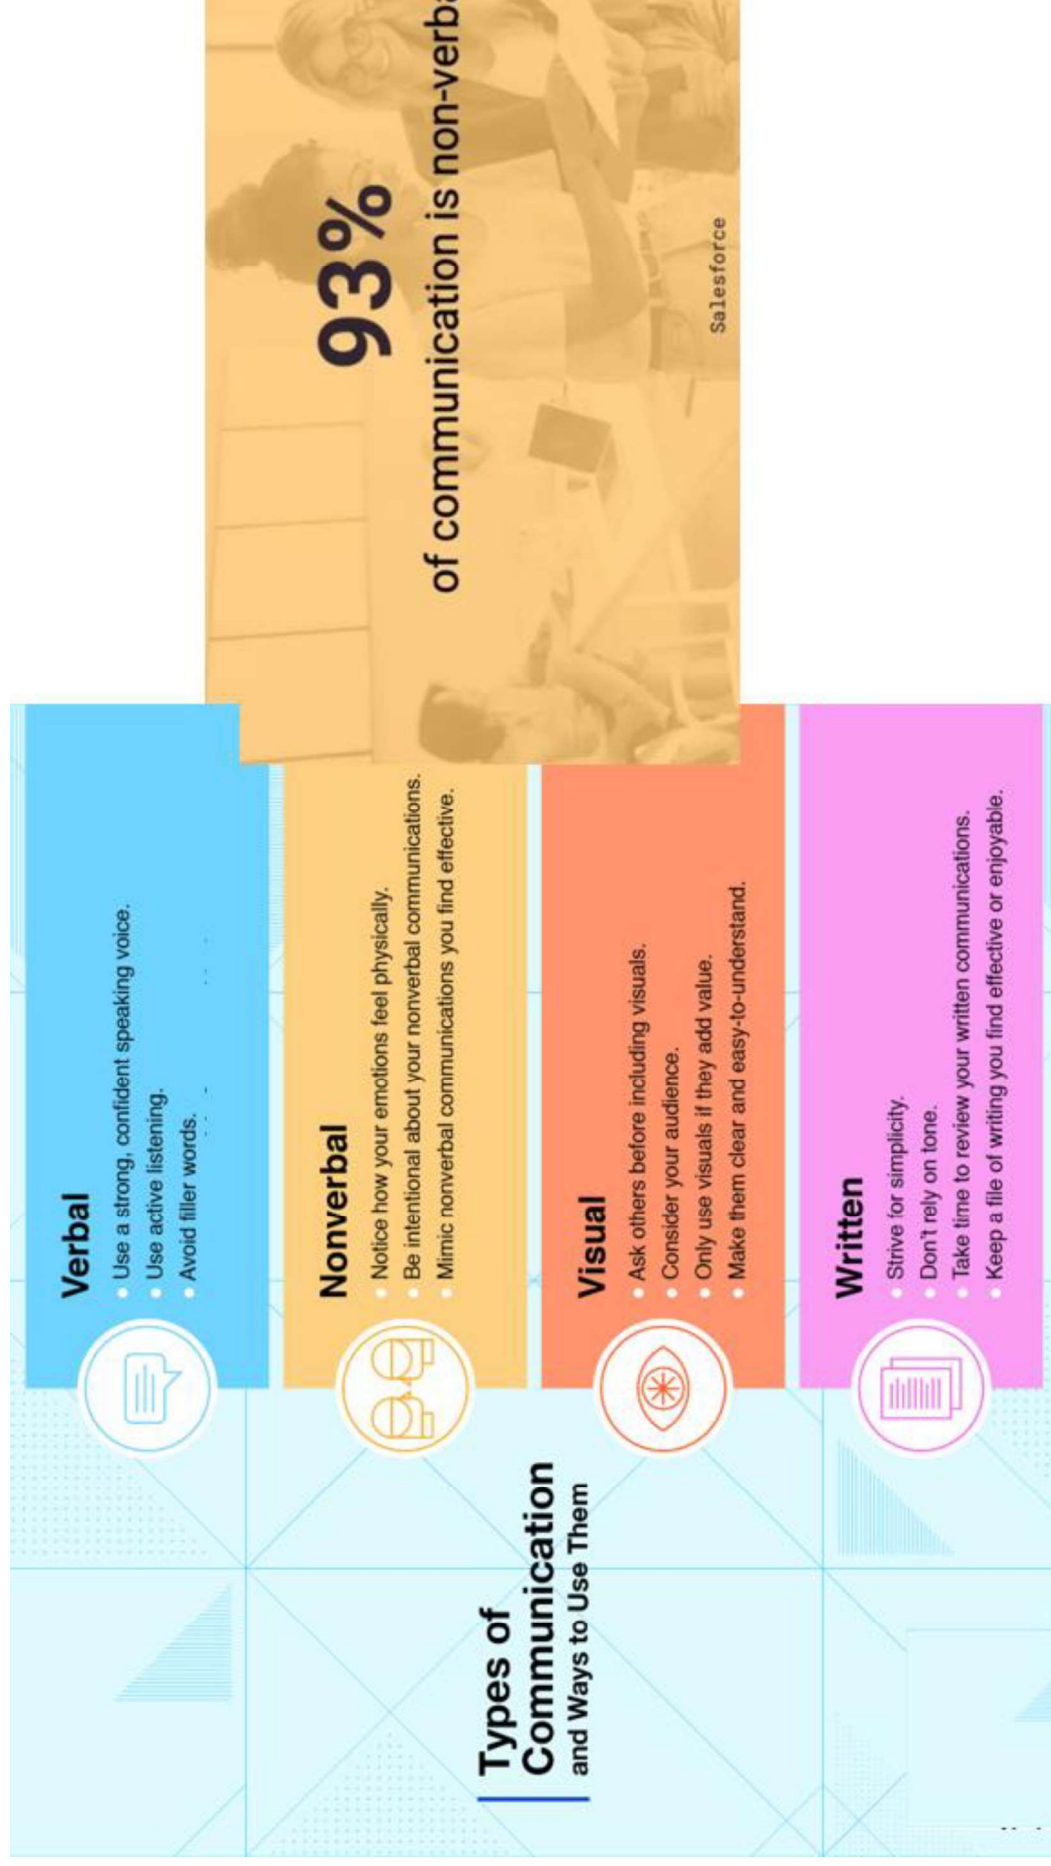 Types of
Communication
and Ways to Use Them
Verbal
Use a strong, confident speaking voice.
Use active listening.
Avoid filler words.
Nonverbal
Notice how your emotions feel physically.
Be intentional about your nonverbal communications.
Mimic nonverbal communications you find effective.
Visual
Ask others before including visuals.
Consider your audience.
Only use visuals if they add value.
Make them clear and easy-to-understand.
Written
Strive for simplicity.
Don't rely on tone.
Take time to review your written communications.
Keep a file of writing you find effective or enjoyable.
93%
of communication is
Salesforce